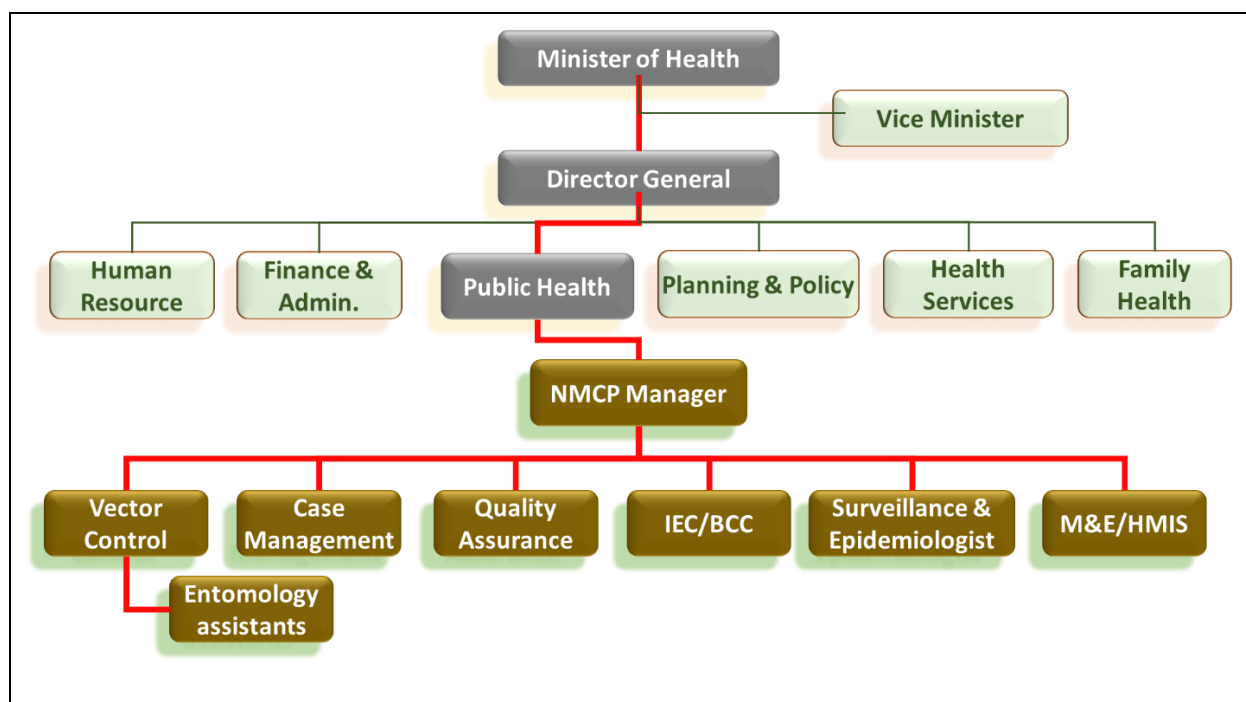 Minister of Health
Vice Minister
Director General
Human
Resource
Finance &
Admin.
Public Health
Planning & Policy
Health
Services
Family
Health
NMCP Manager
Vector
Control
Case
Management
Quality
Assurance
IEC/BCC
Surveillance &
Epidemiologist
M&E/HMIS
Entomology
assistants